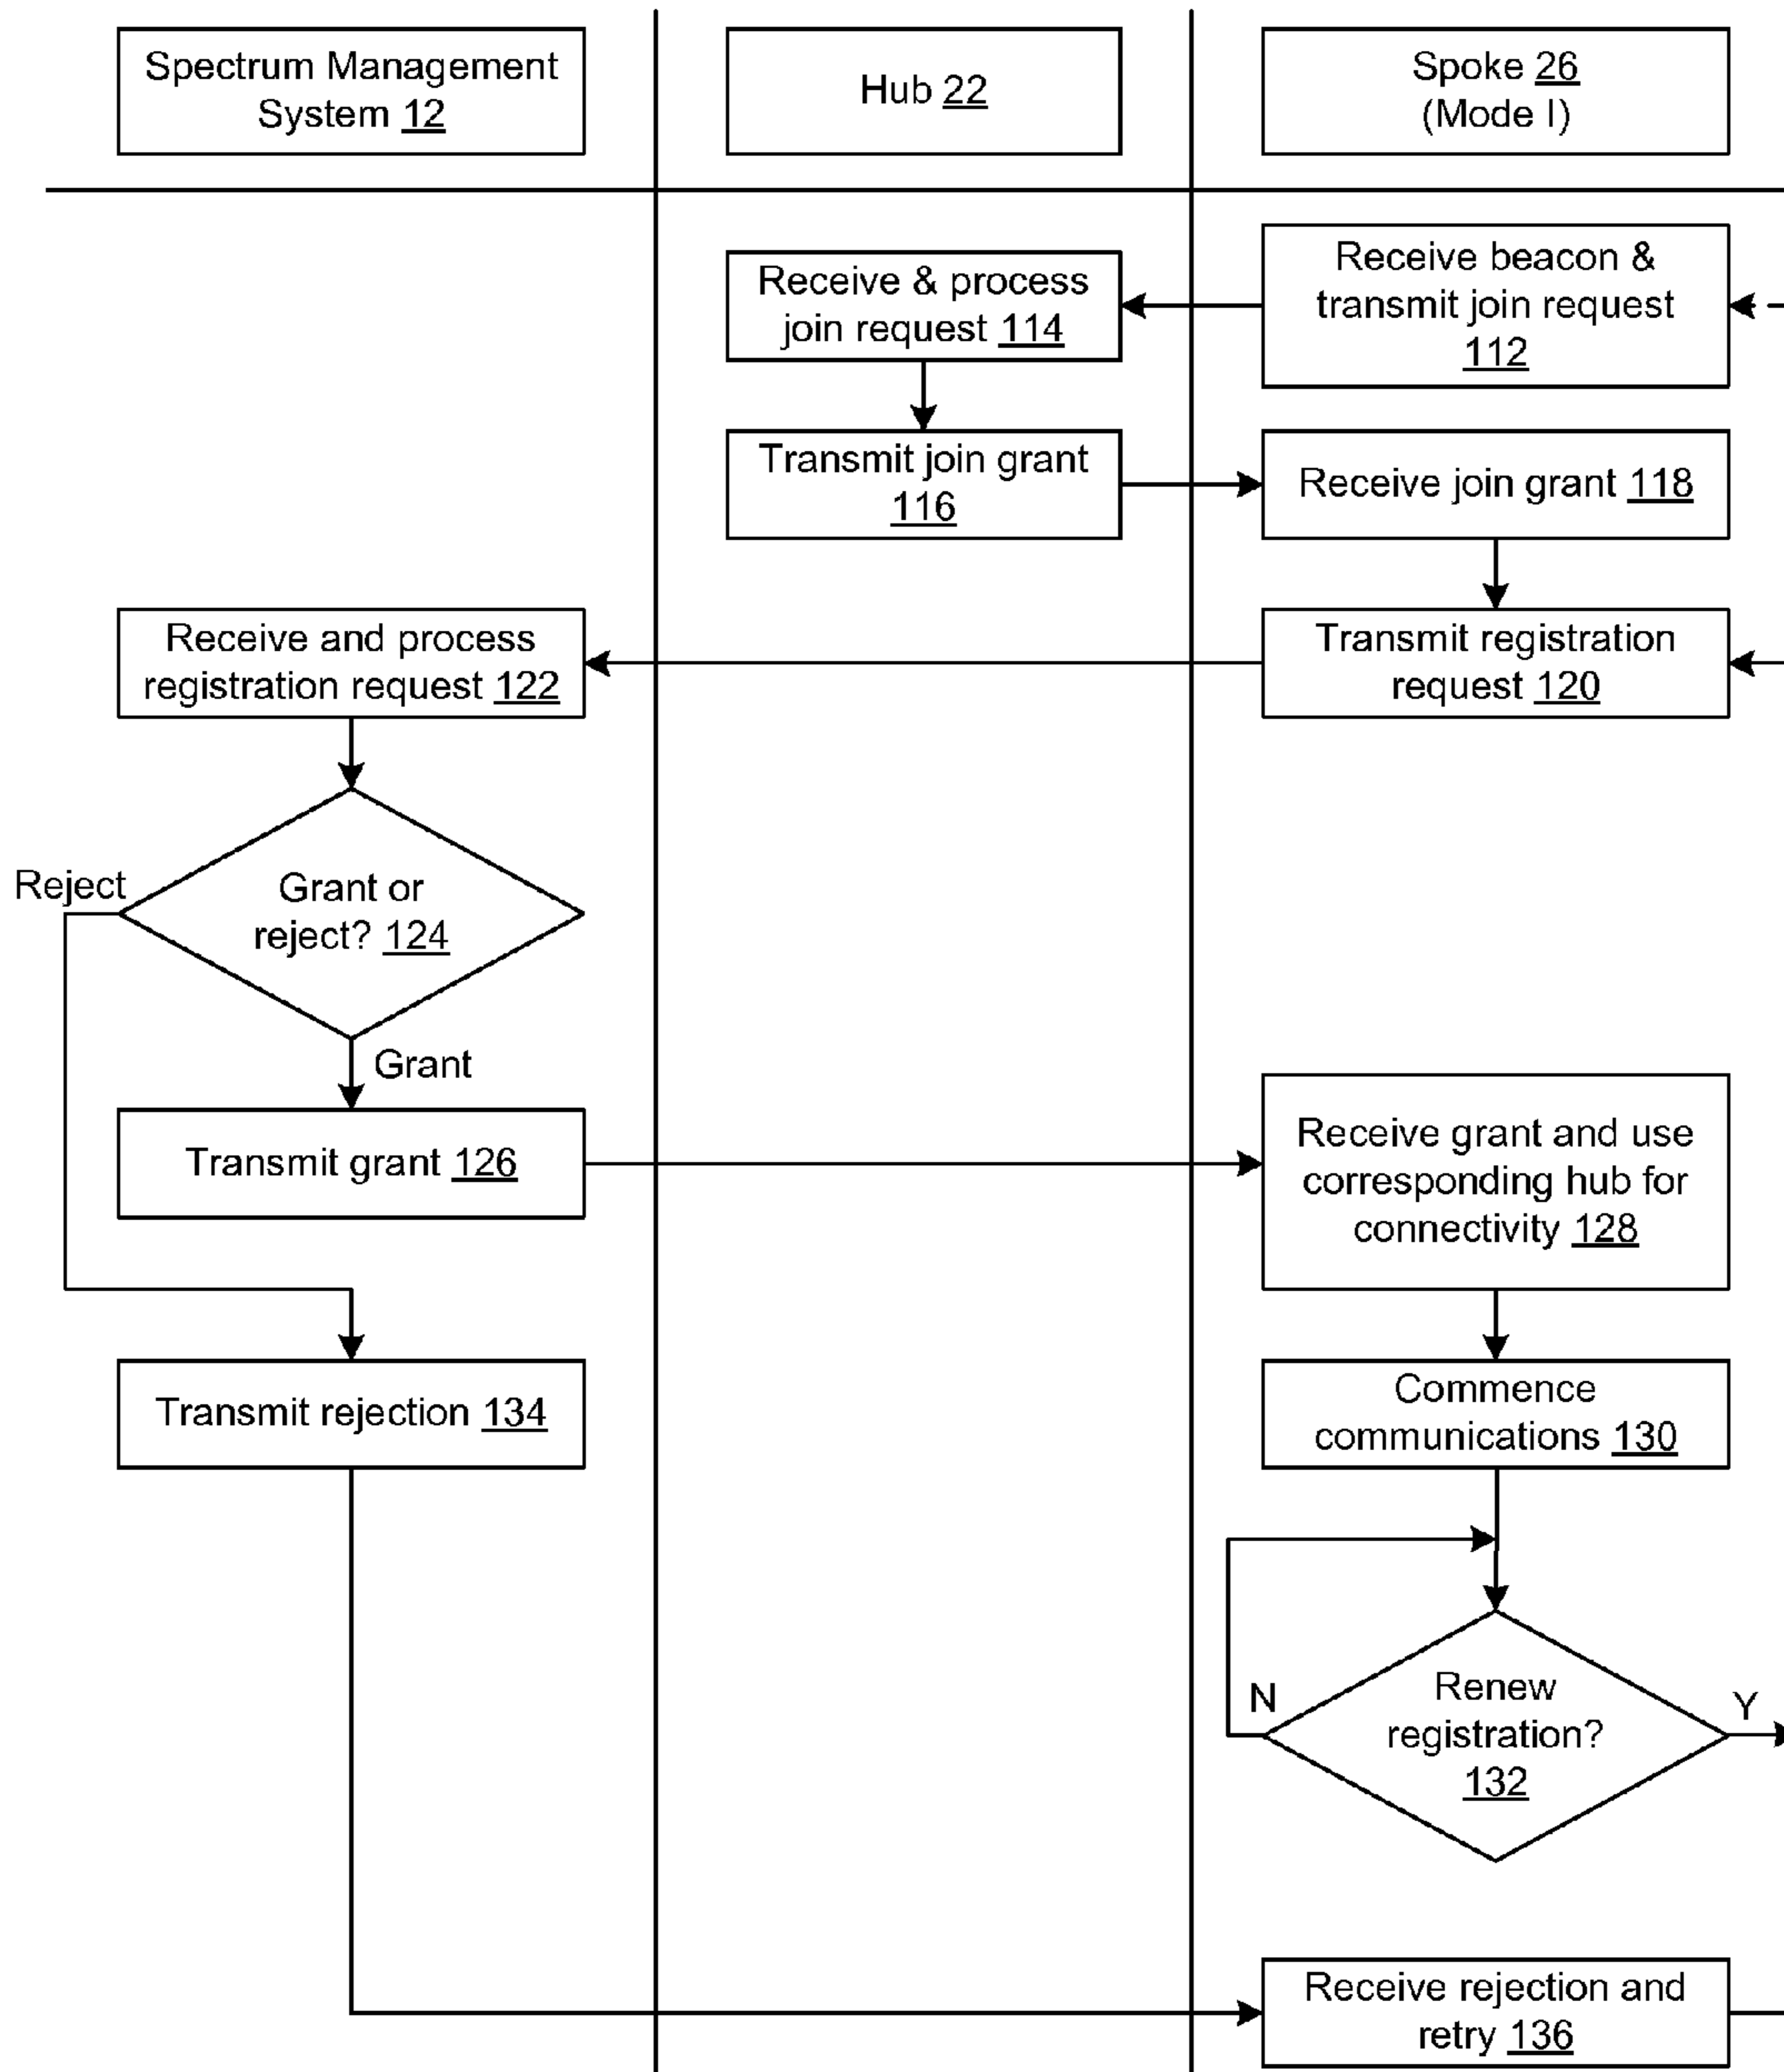 Spectrum Management
System 12
Hub 22
Spoke 26
(Mode I)
Receive beacon &
transmit join request
112
Receive & process
join request 114
Transmit join grant
116
Receive join grant 118
Receive and process
registration request 122
Transmit registration
request 120
Reject
Grant or
reject? 124
Grant
Transmit grant 126
Receive grant and use
corresponding hub for
connectivity 128
Transmit rejection 134
Commence
communications 130
N
Renew
registration?
132
Y
Receive rejection and
retry 136